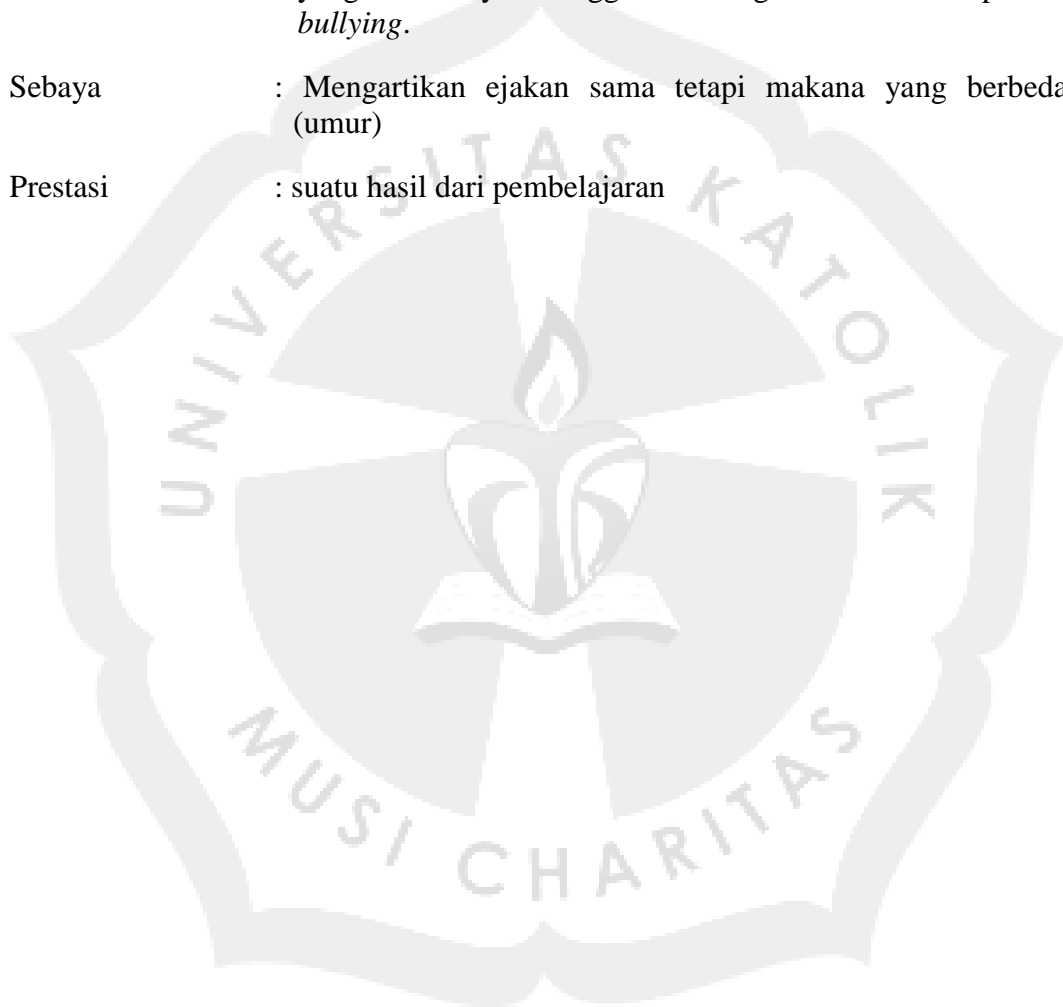 bullying.
Sebaya : Mengartikan ejakan sama tetapi makana yang berbeda
(umur)
Prestasi : suatu hasil dari pembelajaran
UNIVERSITAS KATOLIK
MUSI CHARITAS